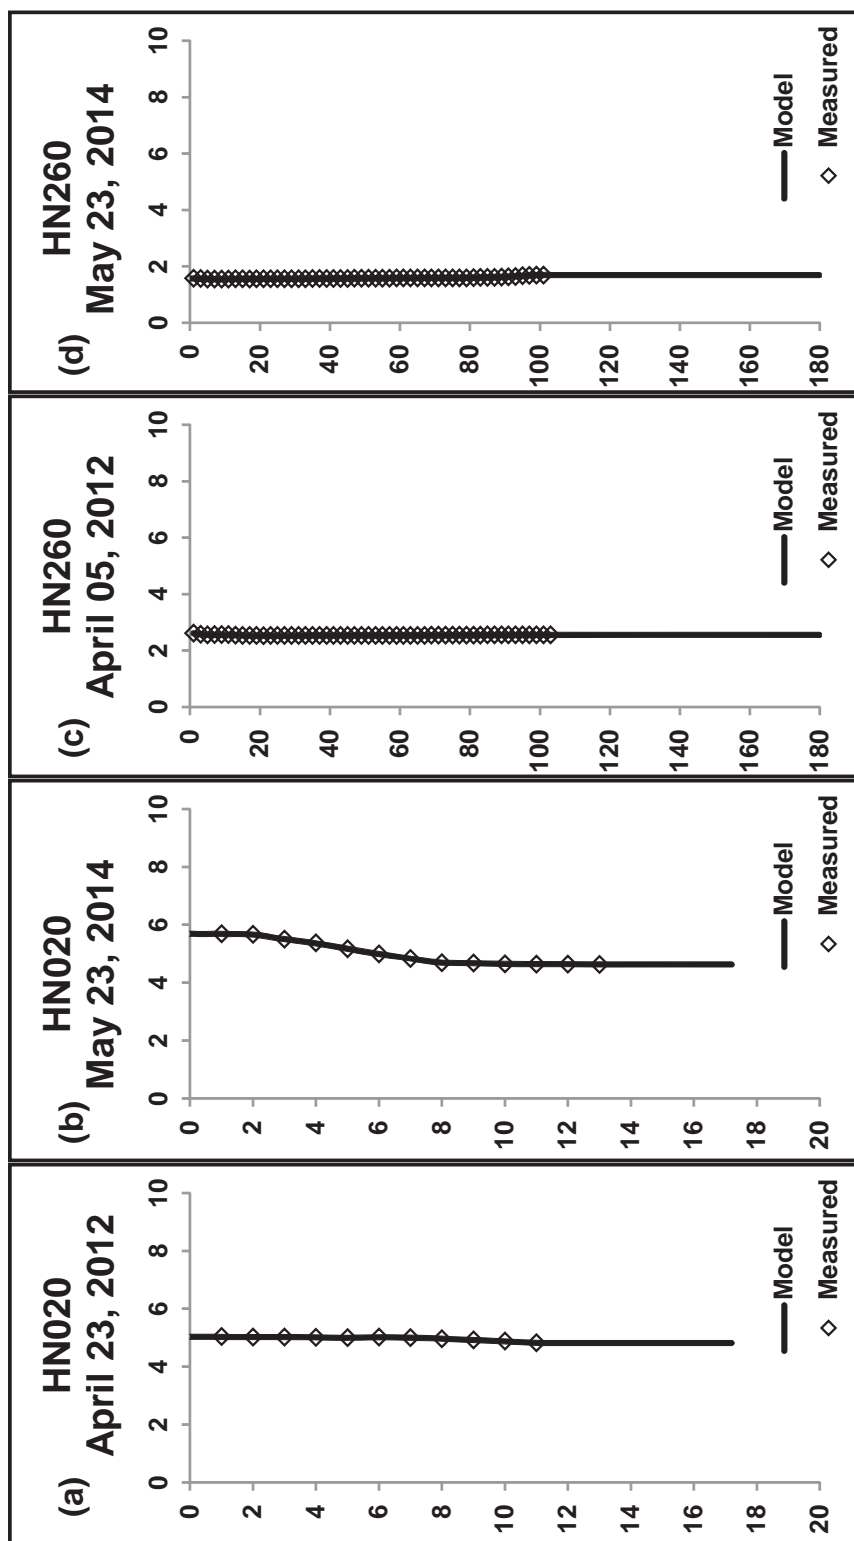 (a)
HN020
April 23, 2012
0 2 4 6 8 10
0
2
4
6
8
10
12
14
16
18
20
Model
Measured
(b)
HN020
May 23, 2014
0 2 4 6 8 10
0
2
4
6
8
10
12
14
16
18
20
Model
Measured
(c)
HN260
April 05, 2012
0 2 4 6 8 10
0
20
40
60
80
100
120
140
160
180
Model
Measured
(d)
HN260
May 23, 2014
0 2 4 6 8 10
0
20
40
60
80
100
120
140
160
180
Model
Measured